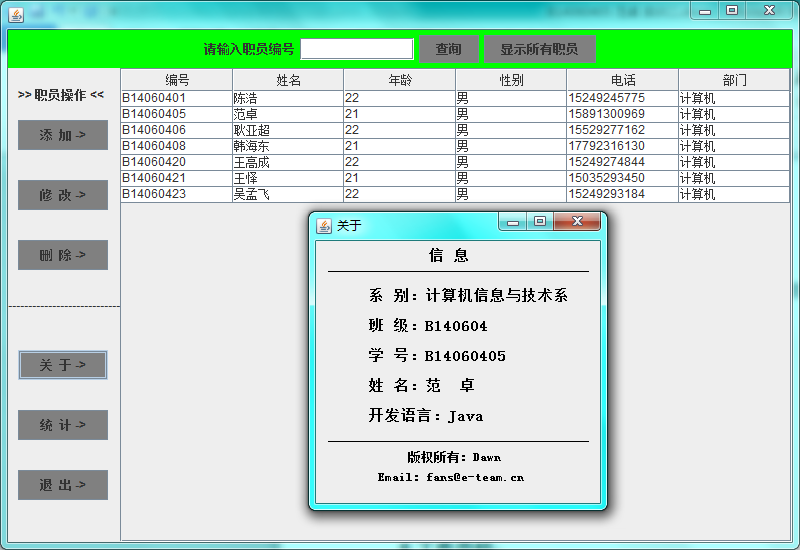 请输入职员编号 查询 显示所有职员
>> 职员操作 <<
添 加 ->
修 改 ->
删 除 ->
关 于 ->
统 计 ->
退 出 ->
编号 姓名 年龄 性别 电话 部门
B14060401 陈浩 22 男 15249245775 计算机
B14060405 范卓 21 男 15891300969 计算机
B14060406 耿亚超 22 男 15529277162 计算机
B14060408 韩海东 21 男 17792316130 计算机
B14060420 王高成 22 男 15249274844 计算机
B14060421 王怿 21 男 15035293450 计算机
B14060423 吴孟飞 22 男 15249293184 计算机
关于
信 息
系 别：计算机信息与技术系
班 级：B140604
学 号：B14060405
姓 名：范 卓
开发语言：Java
版权所有：Dawn
Email：fans@e-team.cn